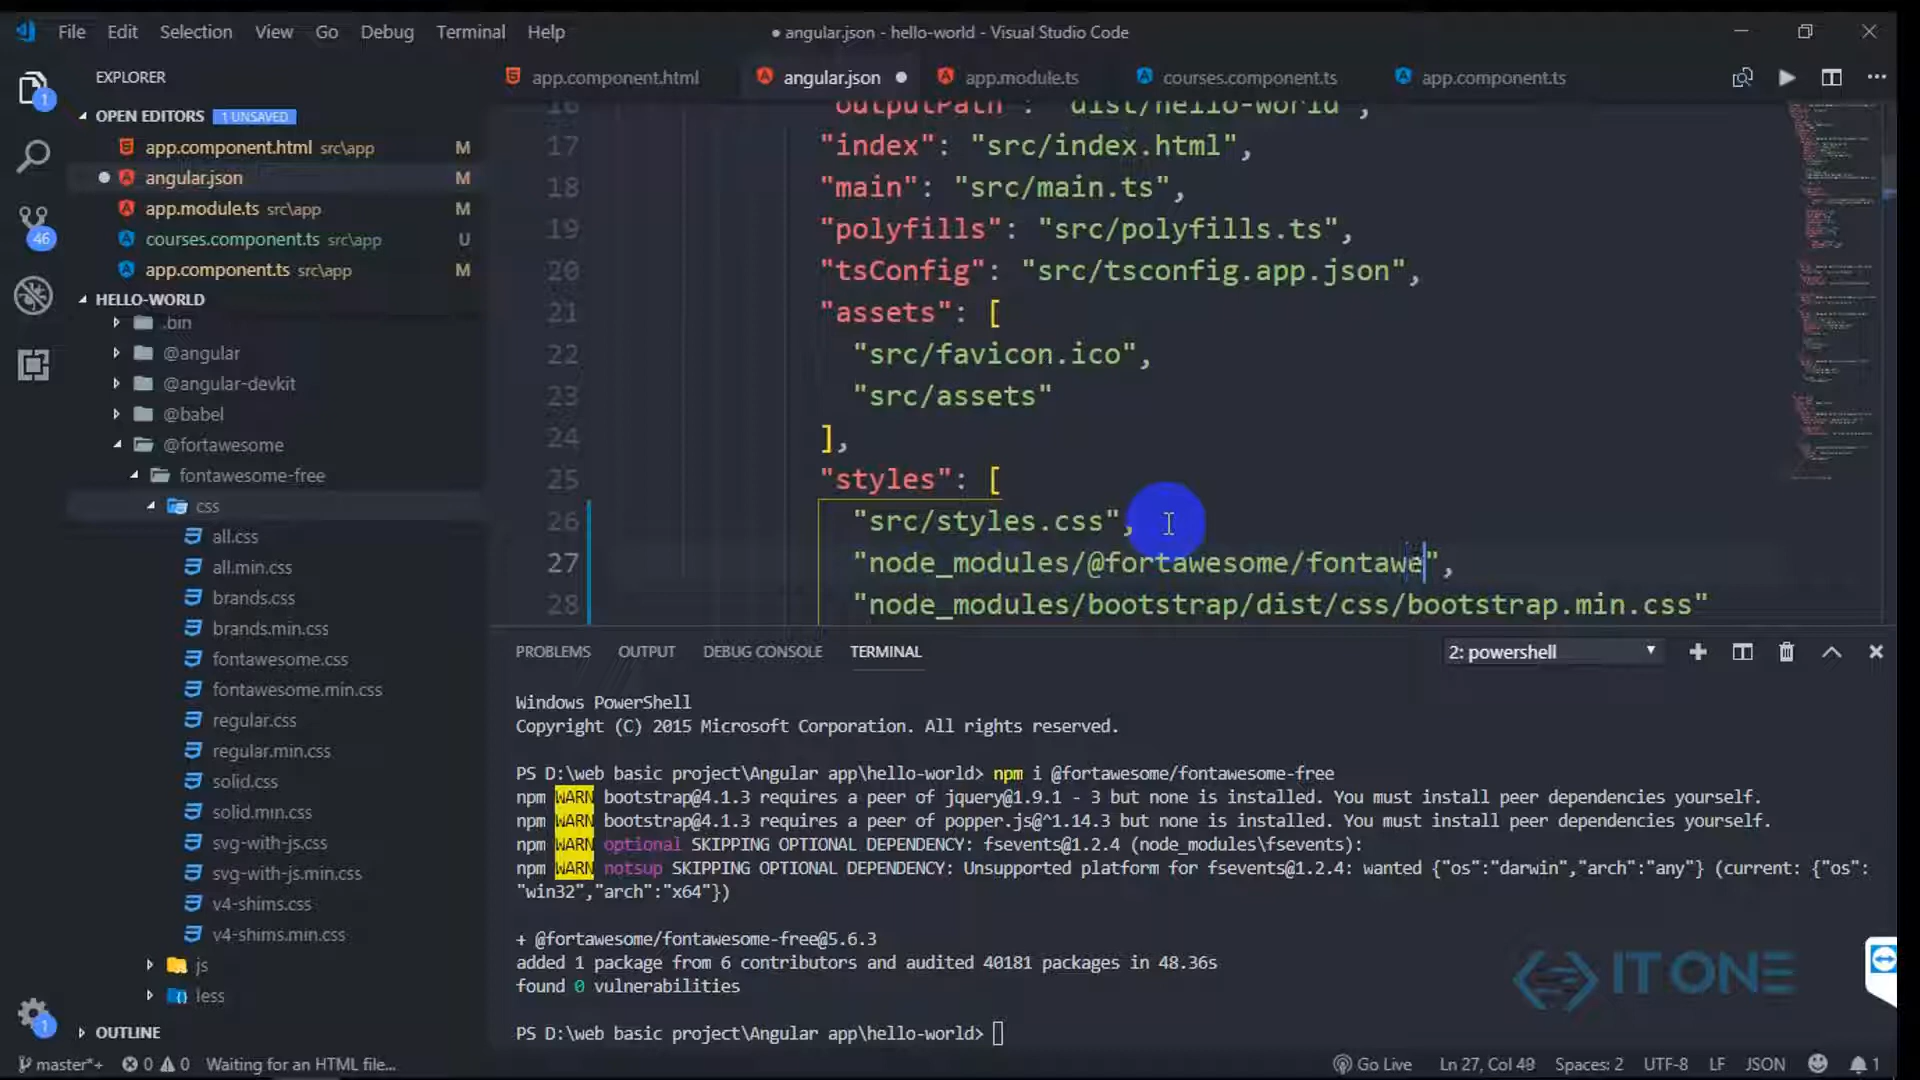 File Edit Selection View Go Debug Terminal Help
● angular.json - hello-world - Visual Studio Code
EXPLORER
OPEN EDITORS 1 UNSAVED
app.component.html src\app M
angular.json M
app.module.ts src\app M
courses.component.ts src\app U
app.component.ts src\app M
HELLO-WORLD
.bin
@angular
@angular-devkit
@babel
@fortawesome
fontawesome-free
css
all.css
all.min.css
brands.css
brands.min.css
fontawesome.css
fontawesome.min.css
regular.css
regular.min.css
solid.css
solid.min.css
svg-with-js.css
svg-with-js.min.css
v4-shims.css
v4-shims.min.css
js
less
OUTLINE
1
46
1
app.component.html angular.json app.module.ts courses.component.ts app.component.ts
16 "outputPath": "dist/hello-world",
17 "index": "src/index.html",
18 "main": "src/main.ts",
19 "polyfills": "src/polyfills.ts",
20 "tsConfig": "src/tsconfig.app.json",
21 "assets": [
22 "src/favicon.ico",
23 "src/assets"
24 ],
25 "styles": [
26 "src/styles.css",
27 "node_modules/@fortawesome/fontawe",
28 "node_modules/bootstrap/dist/css/bootstrap.min.css"
PROBLEMS OUTPUT DEBUG CONSOLE TERMINAL 2: powershell
Windows PowerShell
Copyright (C) 2015 Microsoft Corporation. All rights reserved.
PS D:\web basic project\Angular app\hello-world> npm i @fortawesome/fontawesome-free
npm WARN bootstrap@4.1.3 requires a peer of jquery@1.9.1 - 3 but none is installed. You must install peer dependencies yourself.
npm WARN bootstrap@4.1.3 requires a peer of popper.js@^1.14.3 but none is installed. You must install peer dependencies yourself.
npm WARN optional SKIPPING OPTIONAL DEPENDENCY: fsevents@1.2.4 (node_modules\fsevents):
npm WARN notsup SKIPPING OPTIONAL DEPENDENCY: Unsupported platform for fsevents@1.2.4: wanted {"os":"darwin","arch":"any"} (current: {"os":
"win32","arch":"x64"})
+ @fortawesome/fontawesome-free@5.6.3
added 1 package from 6 contributors and audited 40181 packages in 48.36s
found 0 vulnerabilities
PS D:\web basic project\Angular app\hello-world>
IT ONE
master*+ 0 0 Waiting for an HTML file... Go Live Ln 27, Col 49 Spaces: 2 UTF-8 LF JSON 1